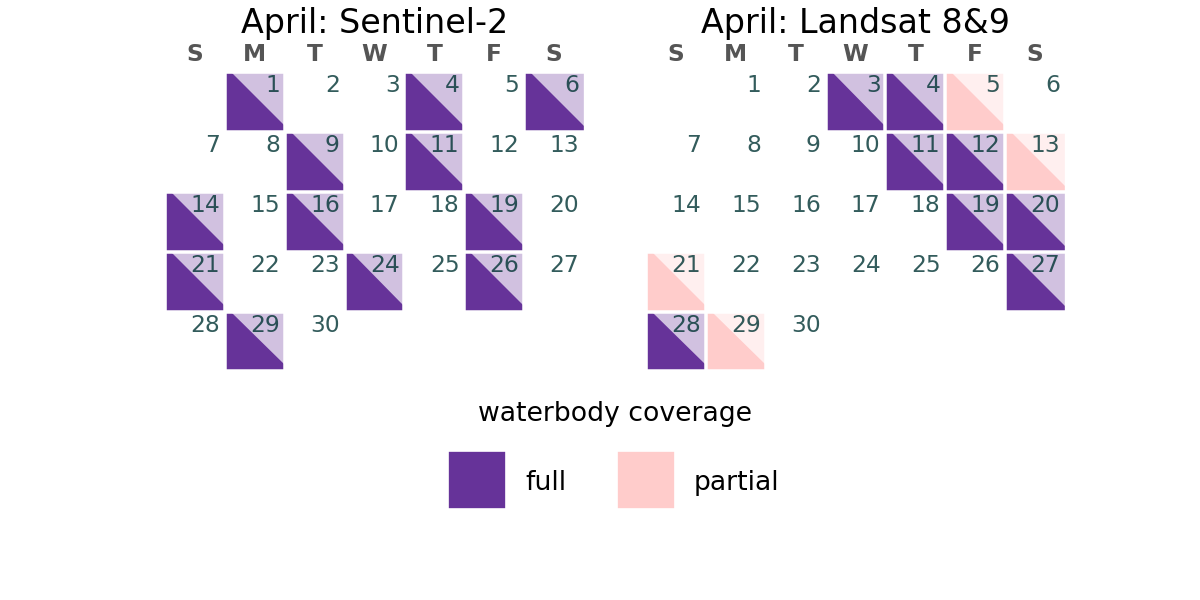 April: Sentinel-2
S M T W T F S
1 2 3 4 5 6
7 8 9 10 11 12 13
14 15 16 17 18 19 20
21 22 23 24 25 26 27
28 29 30
April: Landsat 8&9
S M T W T F S
1 2 3 4 5 6
7 8 9 10 11 12 13
14 15 16 17 18 19 20
21 22 23 24 25 26 27
28 29 30
waterbody coverage
full partial